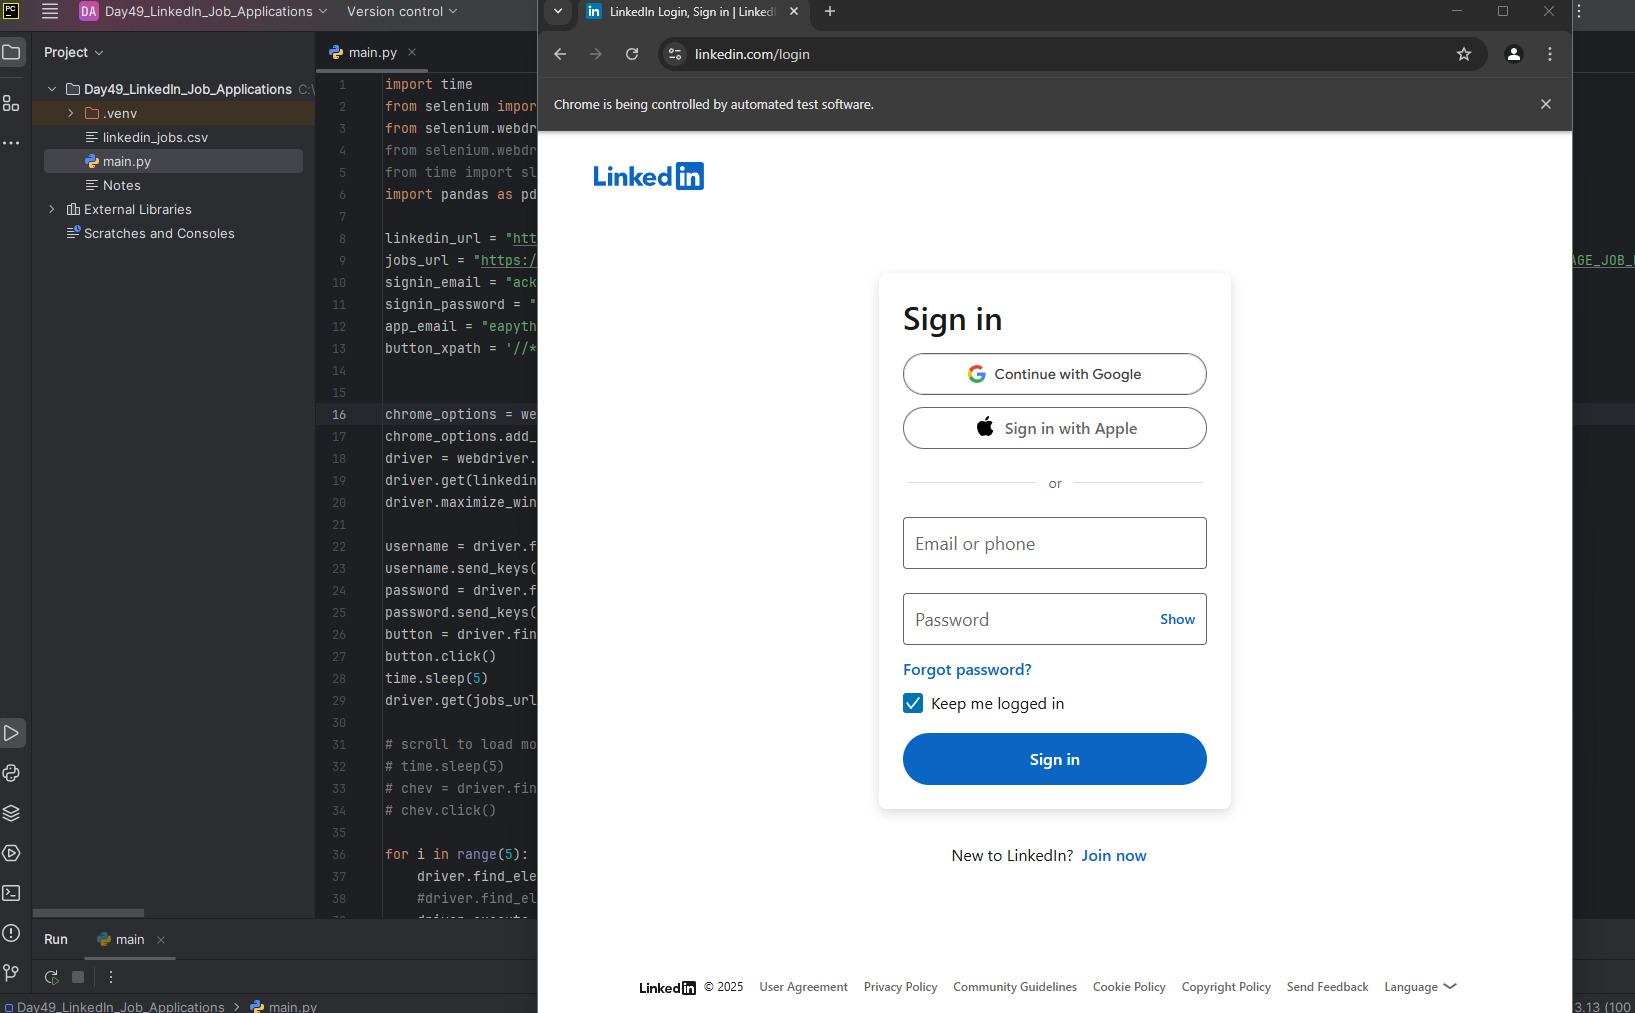 PC
DA Day49_LinkedIn_Job_Applications
Version control
Project
Day49_LinkedIn_Job_Applications C:\
.venv
linkedin_jobs.csv
main.py
Notes
External Libraries
Scratches and Consoles
main.py
1 import time
2 from selenium impor
3 from selenium.webdr
4 from selenium.webdr
5 from time import sl
6 import pandas as pd
7
8 linkedin_url = "htt
9 jobs_url = "https:/
10 signin_email = "ack
11 signin_password = "
12 app_email = "eapyth
13 button_xpath = '//*
14
15
16 chrome_options = we
17 chrome_options.add_
18 driver = webdriver.
19 driver.get(linkedin
20 driver.maximize_win
21
22 username = driver.f
23 username.send_keys(
24 password = driver.f
25 password.send_keys(
26 button = driver.fin
27 button.click()
28 time.sleep(5)
29 driver.get(jobs_url
30
31 # scroll to load mo
32 # time.sleep(5)
33 # chev = driver.fin
34 # chev.click()
35
36 for i in range(5):
37 driver.find_ele
38 #driver.find_el
Run
main
Day49_LinkedIn_Job_Applications > main.py
in LinkedIn Login, Sign in | Linked
linkedin.com/login
Chrome is being controlled by automated test software.
Linked in
Sign in
Continue with Google
Sign in with Apple
or
Email or phone
Password Show
Forgot password?
Keep me logged in
Sign in
New to LinkedIn? Join now
Linked in © 2025 User Agreement Privacy Policy Community Guidelines Cookie Policy Copyright Policy Send Feedback Language
AGE_JOB_
3.13 (100